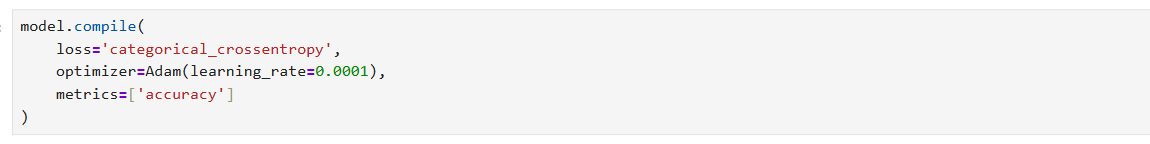 model.compile(
    loss='categorical_crossentropy',
    optimizer=Adam(learning_rate=0.0001),
    metrics=['accuracy']
)